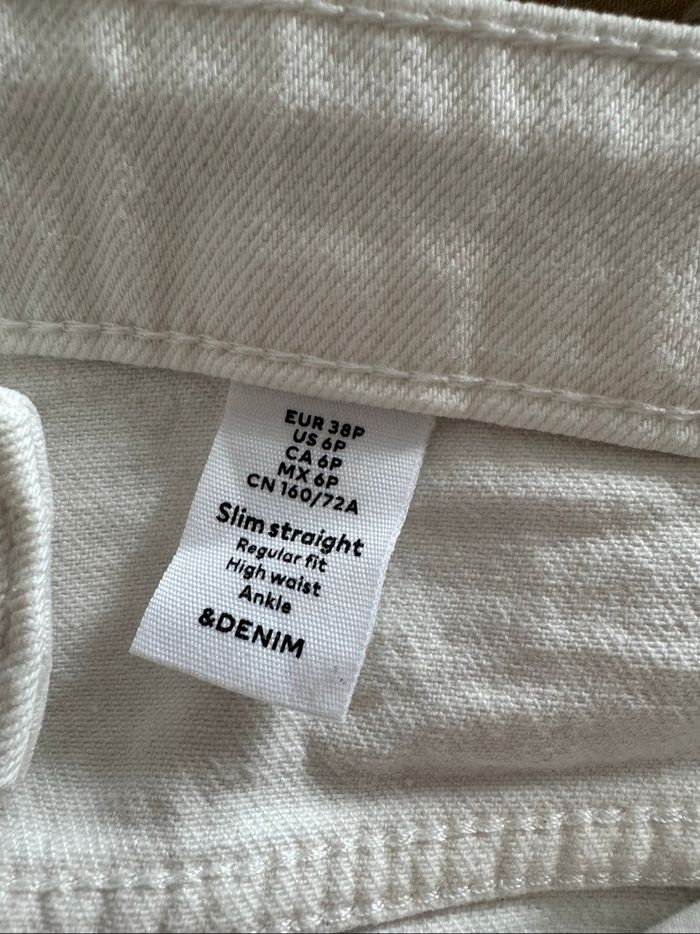 EUR 38P
US 6P
CA 6P
MX 6P
CN 160/72A
Slim straight
Regular fit
High waist
Ankle
&DENIM